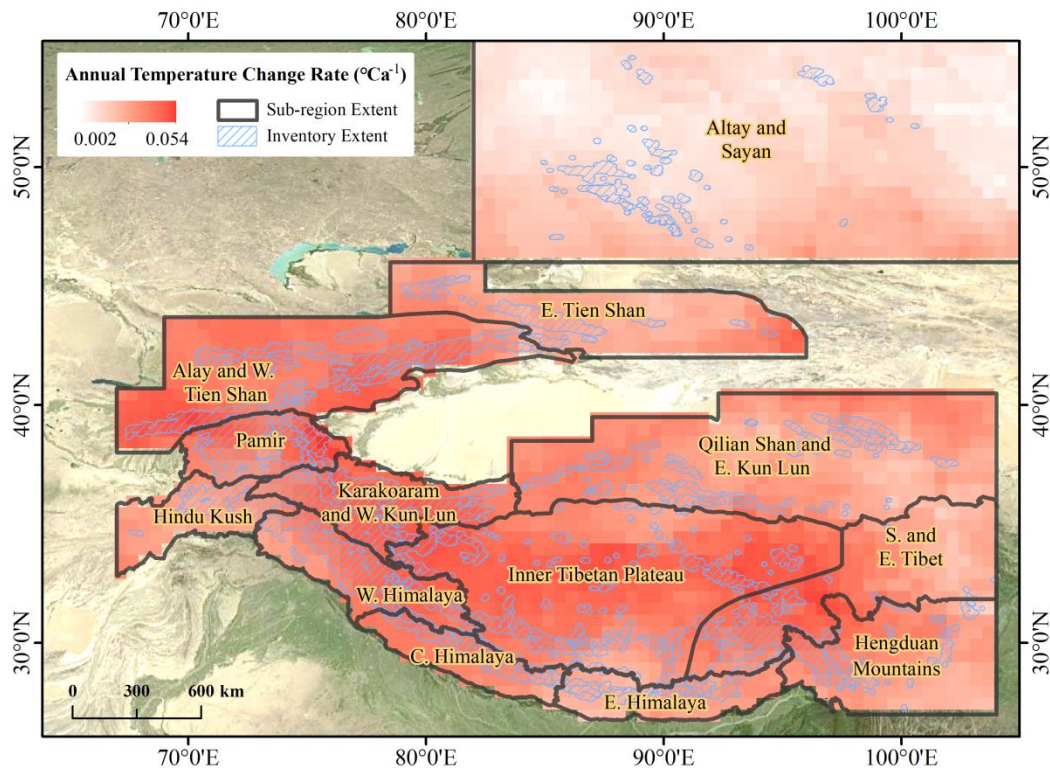 70°0'E 80°0'E 90°0'E 100°0'E
Annual Temperature Change Rate (°Ca⁻¹)
0.002 0.054
Sub-region Extent
Inventory Extent
Altay and
Sayan
50°0'N 50°0'N
E. Tien Shan
Alay and W.
Tien Shan
40°0'N 40°0'N
Pamir
Qilian Shan and
E. Kun Lun
Karakoaram
and W. Kun Lun
Hindu Kush
S. and
E. Tibet
Inner Tibetan Plateau
W. Himalaya
30°0'N 30°0'N
C. Himalaya
Hengduan
Mountains
E. Himalaya
0 300 600 km
70°0'E 80°0'E 90°0'E 100°0'E